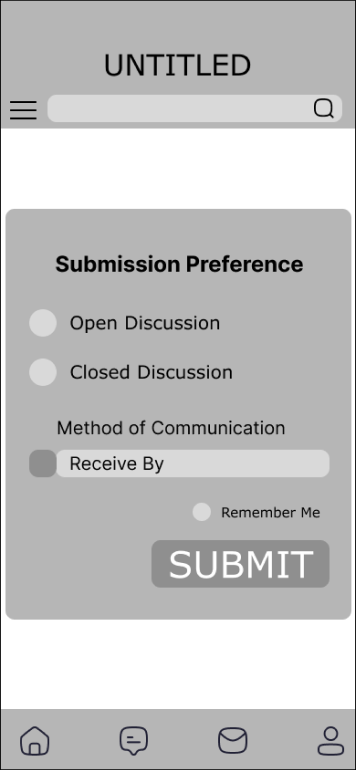 UNTITLED
Submission Preference
Open Discussion
Closed Discussion
Method of Communication
Receive By
Remember Me
SUBMIT